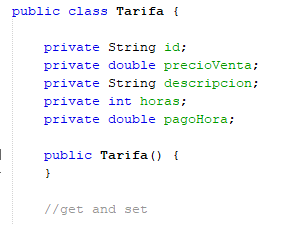 public class Tarifa {
private String id;
private double precioVenta;
private String descripcion;
private int horas;
private double pagoHora;
public Tarifa() {
}
//get and set